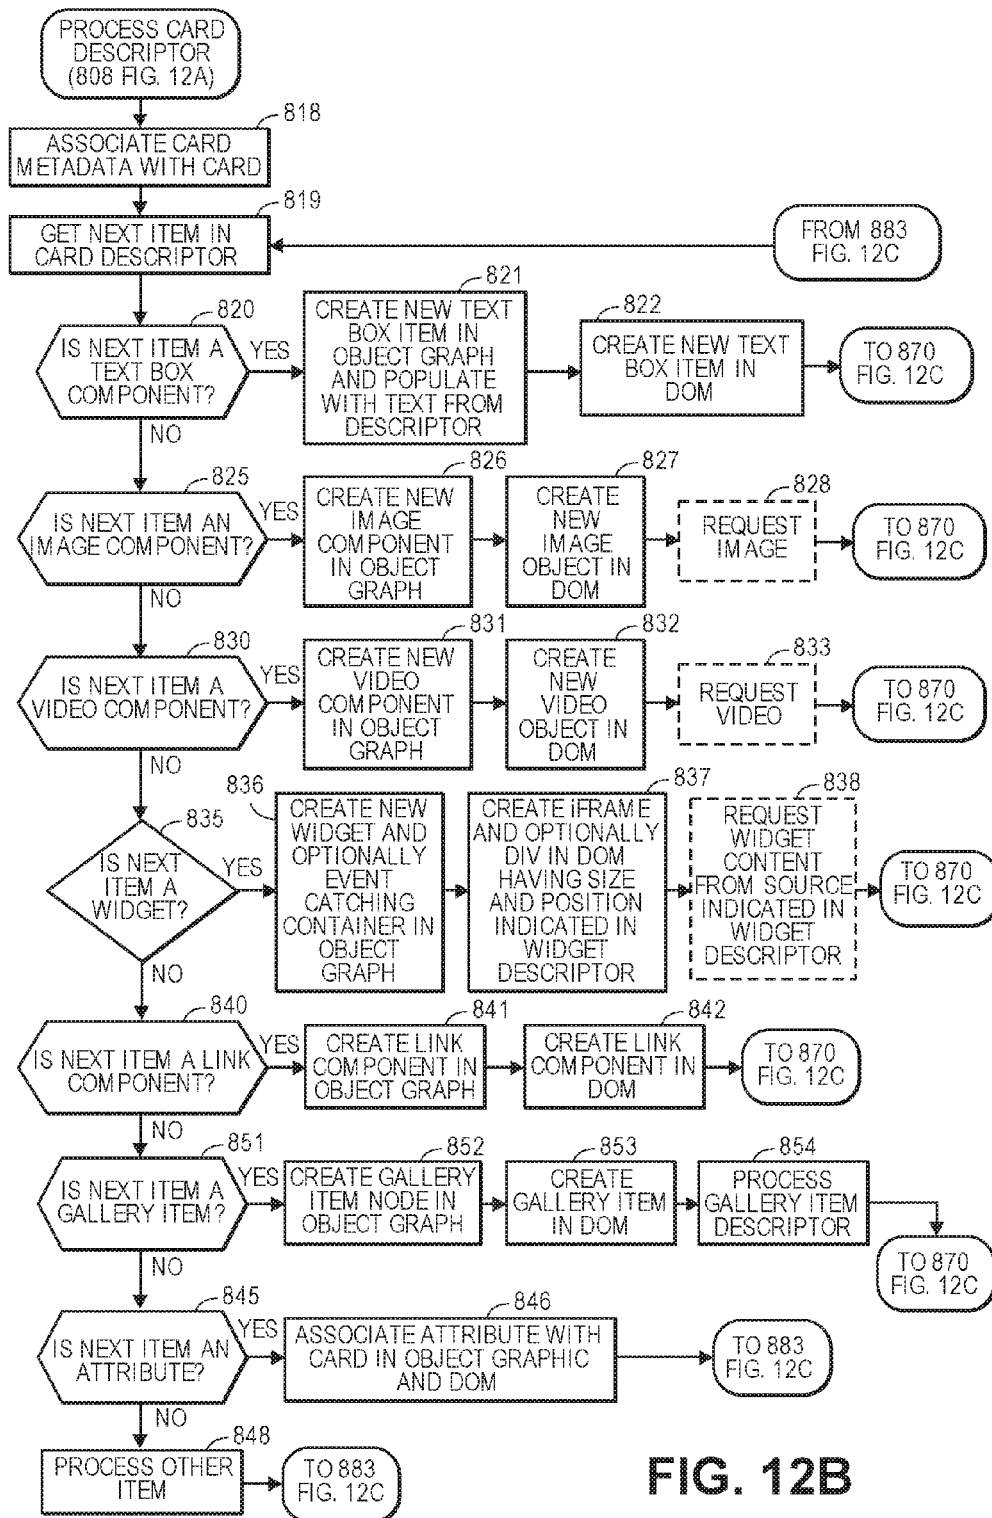 PROCESS CARD
DESCRIPTOR
(808 FIG. 12A)
818
ASSOCIATE CARD
METADATA WITH CARD
819
GET NEXT ITEM IN
CARD DESCRIPTOR
FROM 883
FIG. 12C
820
IS NEXT ITEM A
TEXT BOX
COMPONENT?
YES
NO
821
CREATE NEW TEXT
BOX ITEM IN
OBJECT GRAPH
AND POPULATE
WITH TEXT FROM
DESCRIPTOR
822
CREATE NEW TEXT
BOX ITEM IN
DOM
TO 870
FIG. 12C
825
IS NEXT ITEM AN
IMAGE COMPONENT?
YES
NO
826
CREATE NEW
IMAGE
COMPONENT
IN OBJECT
GRAPH
827
CREATE
NEW
IMAGE
OBJECT IN
DOM
828
REQUEST
IMAGE
TO 870
FIG. 12C
830
IS NEXT ITEM A
VIDEO COMPONENT?
YES
NO
831
CREATE NEW
VIDEO
COMPONENT
IN OBJECT
GRAPH
832
CREATE
NEW
VIDEO
OBJECT IN
DOM
833
REQUEST
VIDEO
TO 870
FIG. 12C
835
IS NEXT
ITEM A
WIDGET?
YES
NO
836
CREATE NEW
WIDGET AND
OPTIONALLY
EVENT
CATCHING
CONTAINER IN
OBJECT
GRAPH
837
CREATE iFRAME
AND OPTIONALLY
DIV IN DOM
HAVING SIZE
AND POSITION
INDICATED IN
WIDGET
DESCRIPTOR
838
REQUEST
WIDGET
CONTENT
FROM SOURCE
INDICATED IN
WIDGET
DESCRIPTOR
TO 870
FIG. 12C
840
IS NEXT ITEM A LINK
COMPONENT?
YES
NO
841
CREATE LINK
COMPONENT IN
OBJECT GRAPH
842
CREATE LINK
COMPONENT IN
DOM
TO 870
FIG. 12C
851
IS NEXT ITEM A
GALLERY ITEM?
YES
NO
852
CREATE GALLERY
ITEM NODE IN
OBJECT GRAPH
853
CREATE
GALLERY ITEM
IN DOM
854
PROCESS
GALLERY ITEM
DESCRIPTOR
TO 870
FIG. 12C
845
IS NEXT ITEM AN
ATTRIBUTE?
YES
NO
846
ASSOCIATE ATTRIBUTE WITH
CARD IN OBJECT GRAPHIC
AND DOM
TO 883
FIG. 12C
848
PROCESS OTHER
ITEM
TO 883
FIG. 12C
FIG. 12B